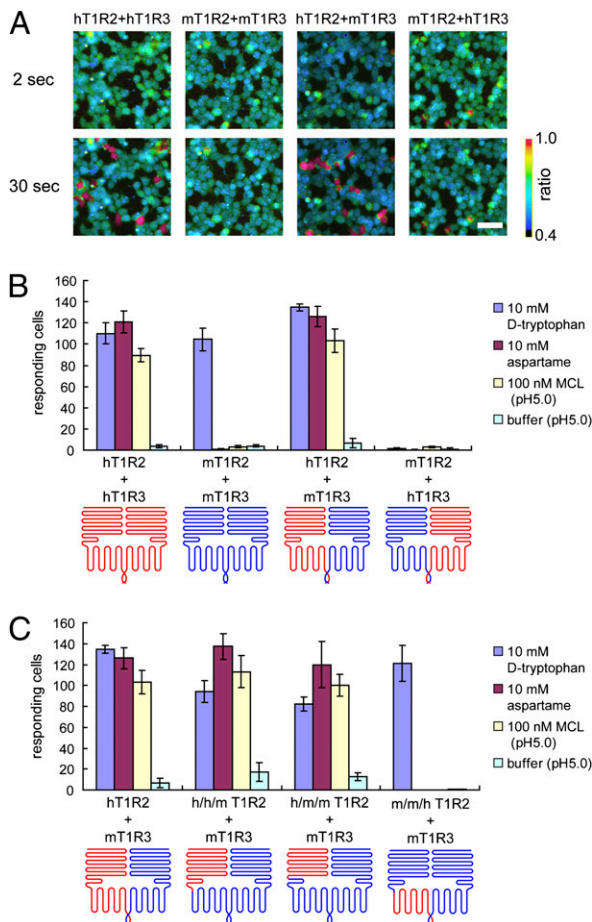 A
hT1R2+hT1R3 mT1R2+mT1R3 hT1R2+mT1R3 mT1R2+hT1R3
2 sec
30 sec
1.0
ratio
0.4
B
responding cells
160
140
120
100
80
60
40
20
0
hT1R2 + hT1R3
mT1R2 + mT1R3
hT1R2 + mT1R3
mT1R2 + hT1R3
10 mM
D-tryptophan
10 mM
aspartame
100 nM MCL
(pH5.0)
buffer (pH5.0)
C
responding cells
160
140
120
100
80
60
40
20
0
hT1R2 + mT1R3
h/h/m T1R2 + mT1R3
h/m/m T1R2 + mT1R3
m/m/h T1R2 + mT1R3
10 mM
D-tryptophan
10 mM
aspartame
100 nM MCL
(pH5.0)
buffer (pH5.0)